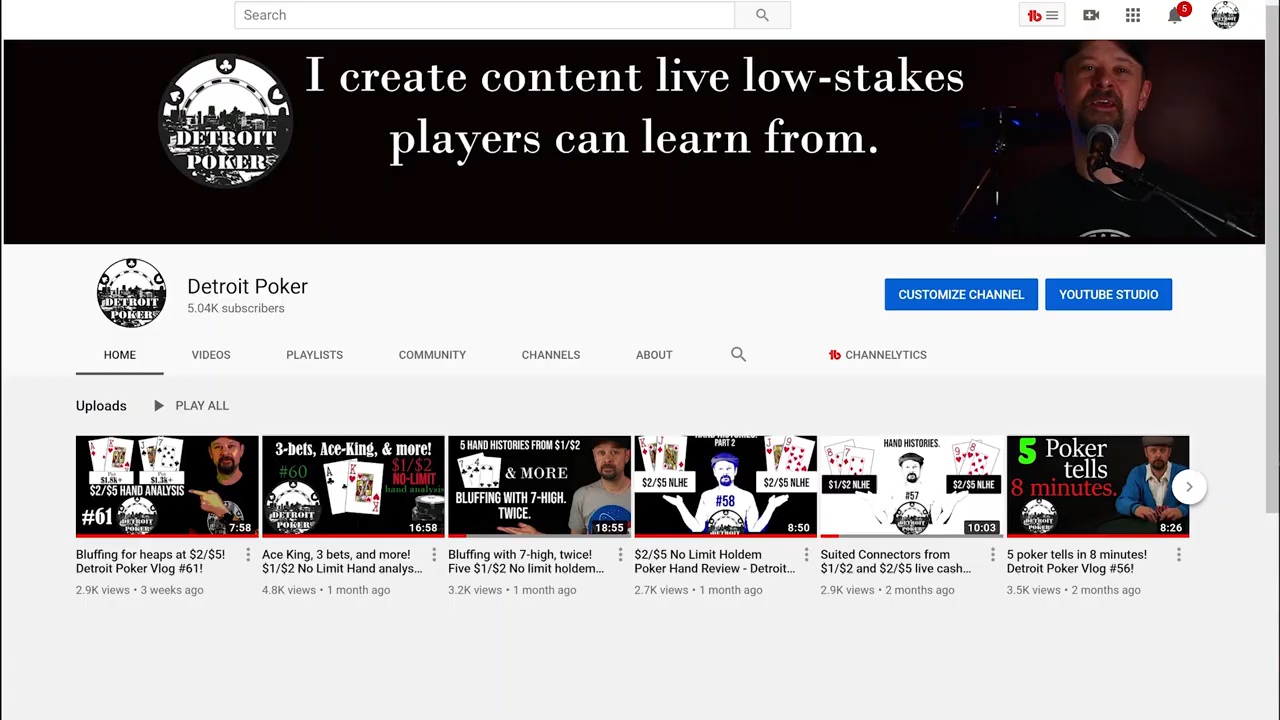 Search
5
I create content live low-stakes
players can learn from.
DETROIT
POKER
DETROIT
POKER
Detroit Poker
5.04K subscribers
CUSTOMIZE CHANNEL
YOUTUBE STUDIO
HOME
VIDEOS
PLAYLISTS
COMMUNITY
CHANNELS
ABOUT
CHANNELYTICS
Uploads
PLAY ALL
$2/$5 HAND ANALYSIS
#61
7:58
3-bets, Ace-King, & more!
#60
$1/$2
NO-LIMIT
hand analysis
16:58
5 HAND HISTORIES FROM $1/$2
& MORE
BLUFFING WITH 7-HIGH.
TWICE.
18:55
PART 2
$2/$5 NLHE
$2/$5 NLHE
#58
8:50
HAND HISTORIES.
$1/$2 NLHE
#57
$2/$5 NLHE
10:03
5 Poker
tells
8 minutes.
8:26
Bluffing for heaps at $2/$5!
Detroit Poker Vlog #61!
2.9K views • 3 weeks ago
Ace King, 3 bets, and more!
$1/$2 No Limit Hand analys...
4.8K views • 1 month ago
Bluffing with 7-high, twice!
Five $1/$2 No limit holdem...
3.2K views • 1 month ago
$2/$5 No Limit Holdem
Poker Hand Review - Detroit...
2.7K views • 1 month ago
Suited Connectors from
$1/$2 and $2/$5 live cash...
2.9K views • 2 months ago
5 poker tells in 8 minutes!
Detroit Poker Vlog #56!
3.5K views • 2 months ago